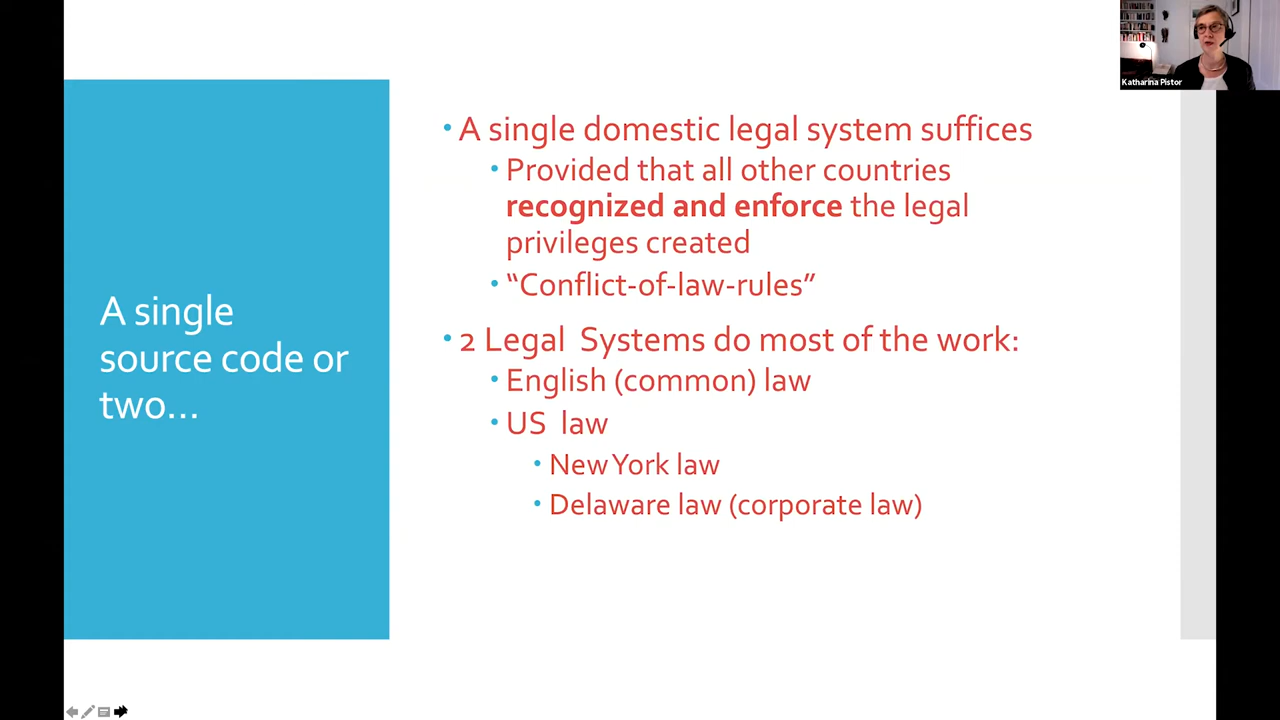 Katharina Pistor
A single
source code or
two...
• A single domestic legal system suffices
• Provided that all other countries
recognized and enforce the legal
privileges created
• “Conflict-of-law-rules”
• 2 Legal  Systems do most of the work:
• English (common) law
• US  law
• New York law
• Delaware law (corporate law)